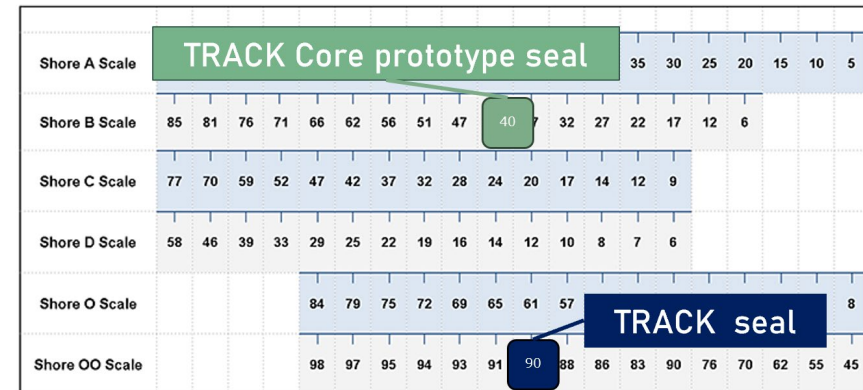 TRACK Core prototype seal
Shore A Scale 35 30 25 20 15 10 5
Shore B Scale 85 81 76 71 66 62 56 51 47 40 7 32 27 22 17 12 6
Shore C Scale 77 70 59 52 47 42 37 32 28 24 20 17 14 12 9
Shore D Scale 58 46 39 33 29 25 22 19 16 14 12 10 8 7 6
Shore O Scale 84 79 75 72 69 65 61 57 8
TRACK seal
Shore OO Scale 98 97 95 94 93 91 90 88 86 83 90 76 70 62 55 45